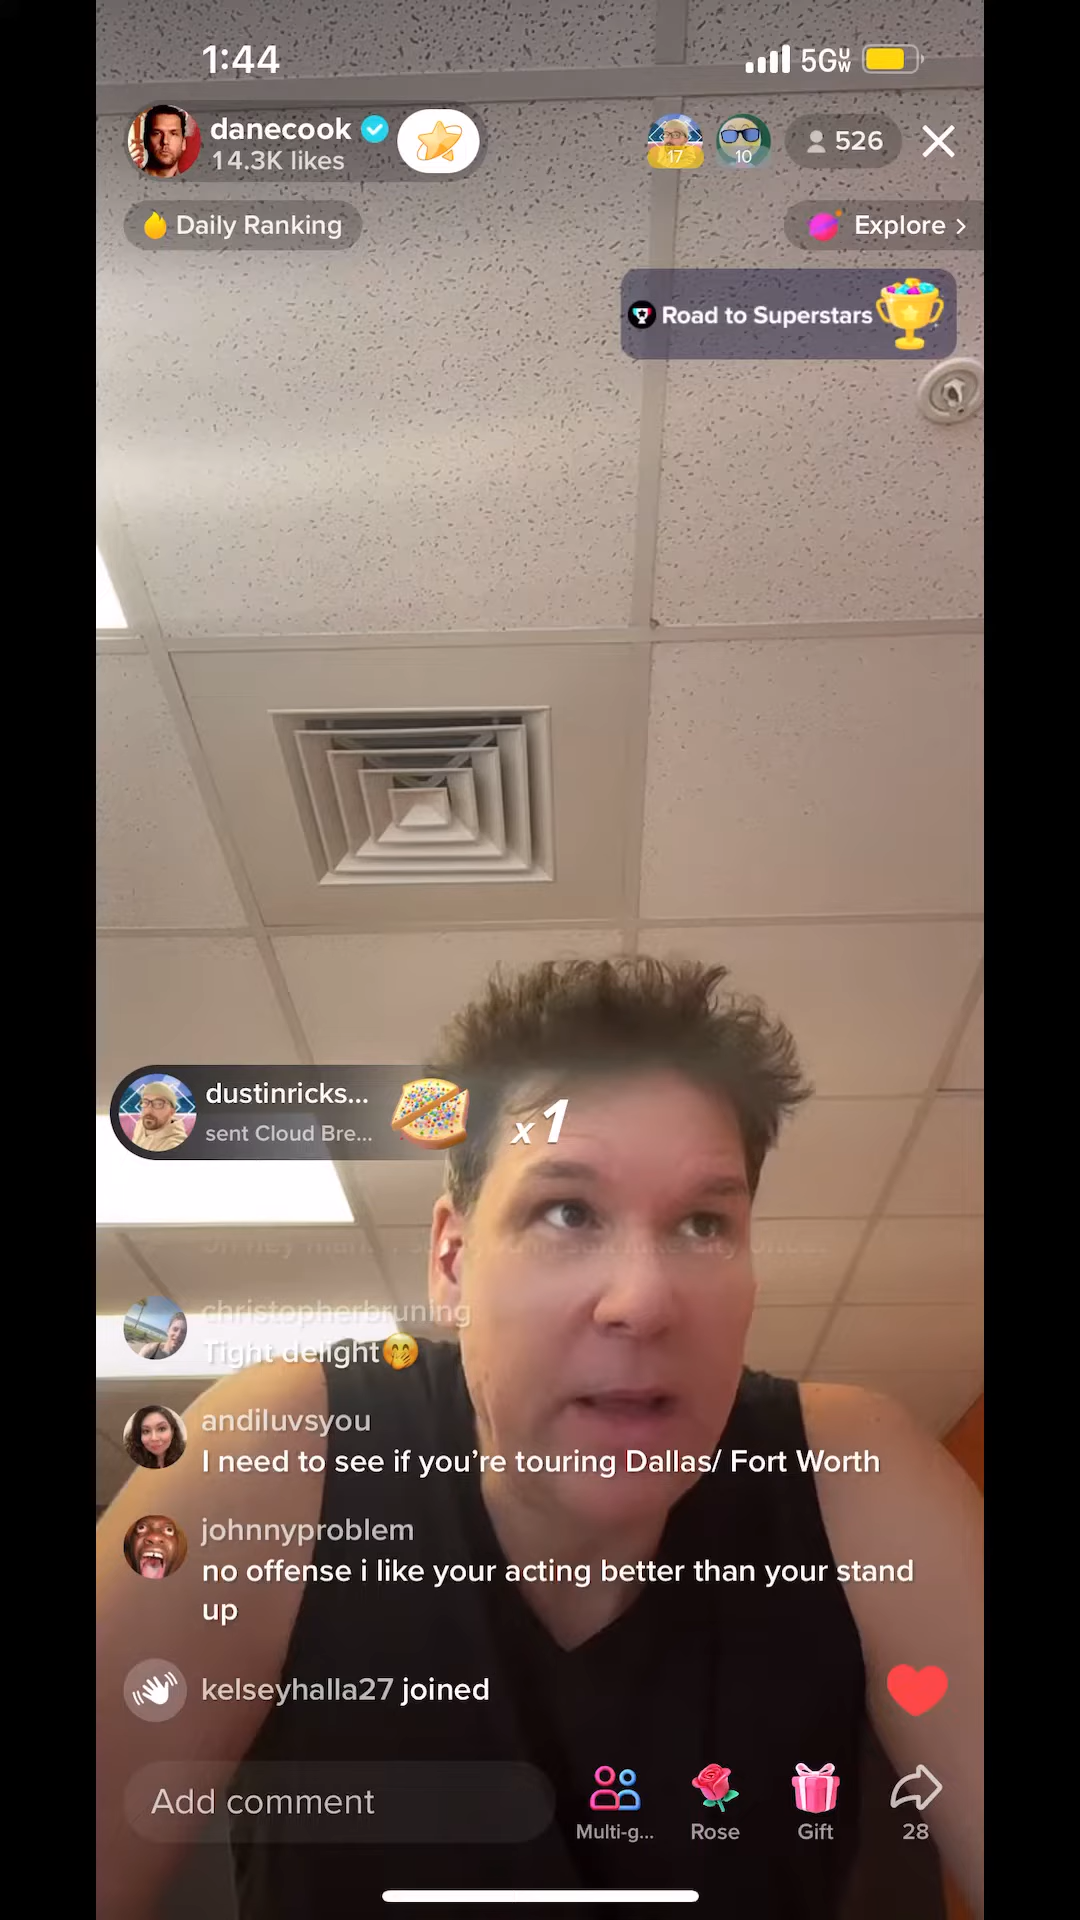 1:44
5GUW
danecook
14.3K likes
17
10
526
Daily Ranking
Explore >
Road to Superstars
dustinricks...
sent Cloud Bre...
x1
christopherbruning
Tight delight🤭
andiluvsyou
I need to see if you're touring Dallas/ Fort Worth
johnnyproblem
no offense i like your acting better than your stand
up
kelseyhalla27 joined
Add comment
Multi-g...
Rose
Gift
28